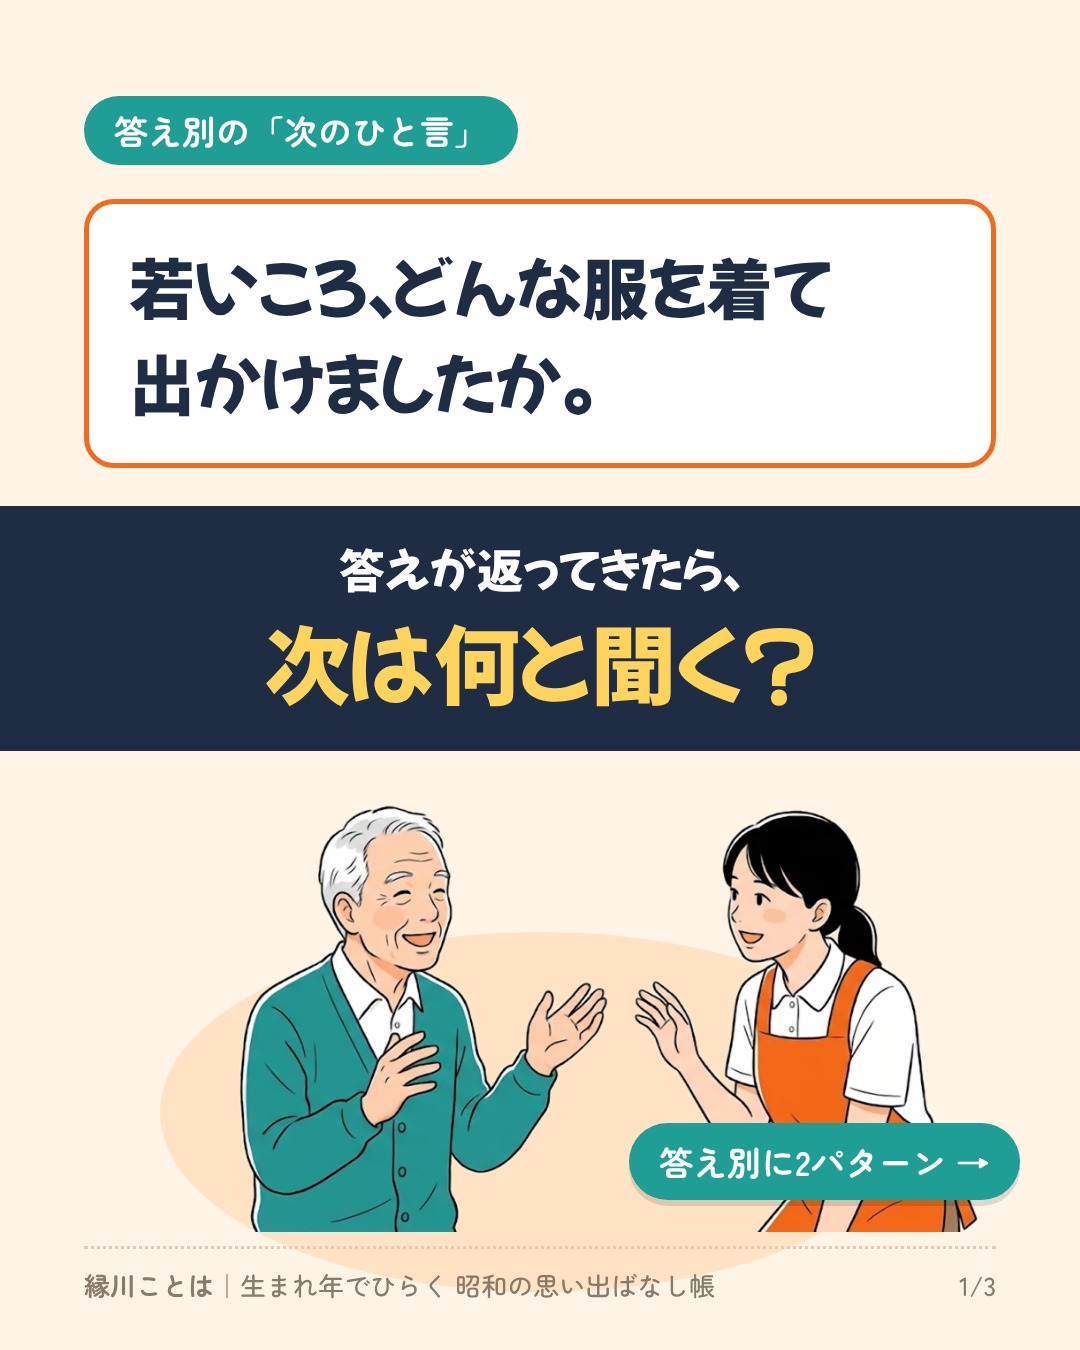 答え別の「次のひと言」
若いころ、どんな服を着て
出かけましたか。
答えが返ってきたら、
次は何と聞く？
答え別に2パターン →
縁川ことは｜生まれ年でひらく 昭和の思い出ばなし帳
1/3